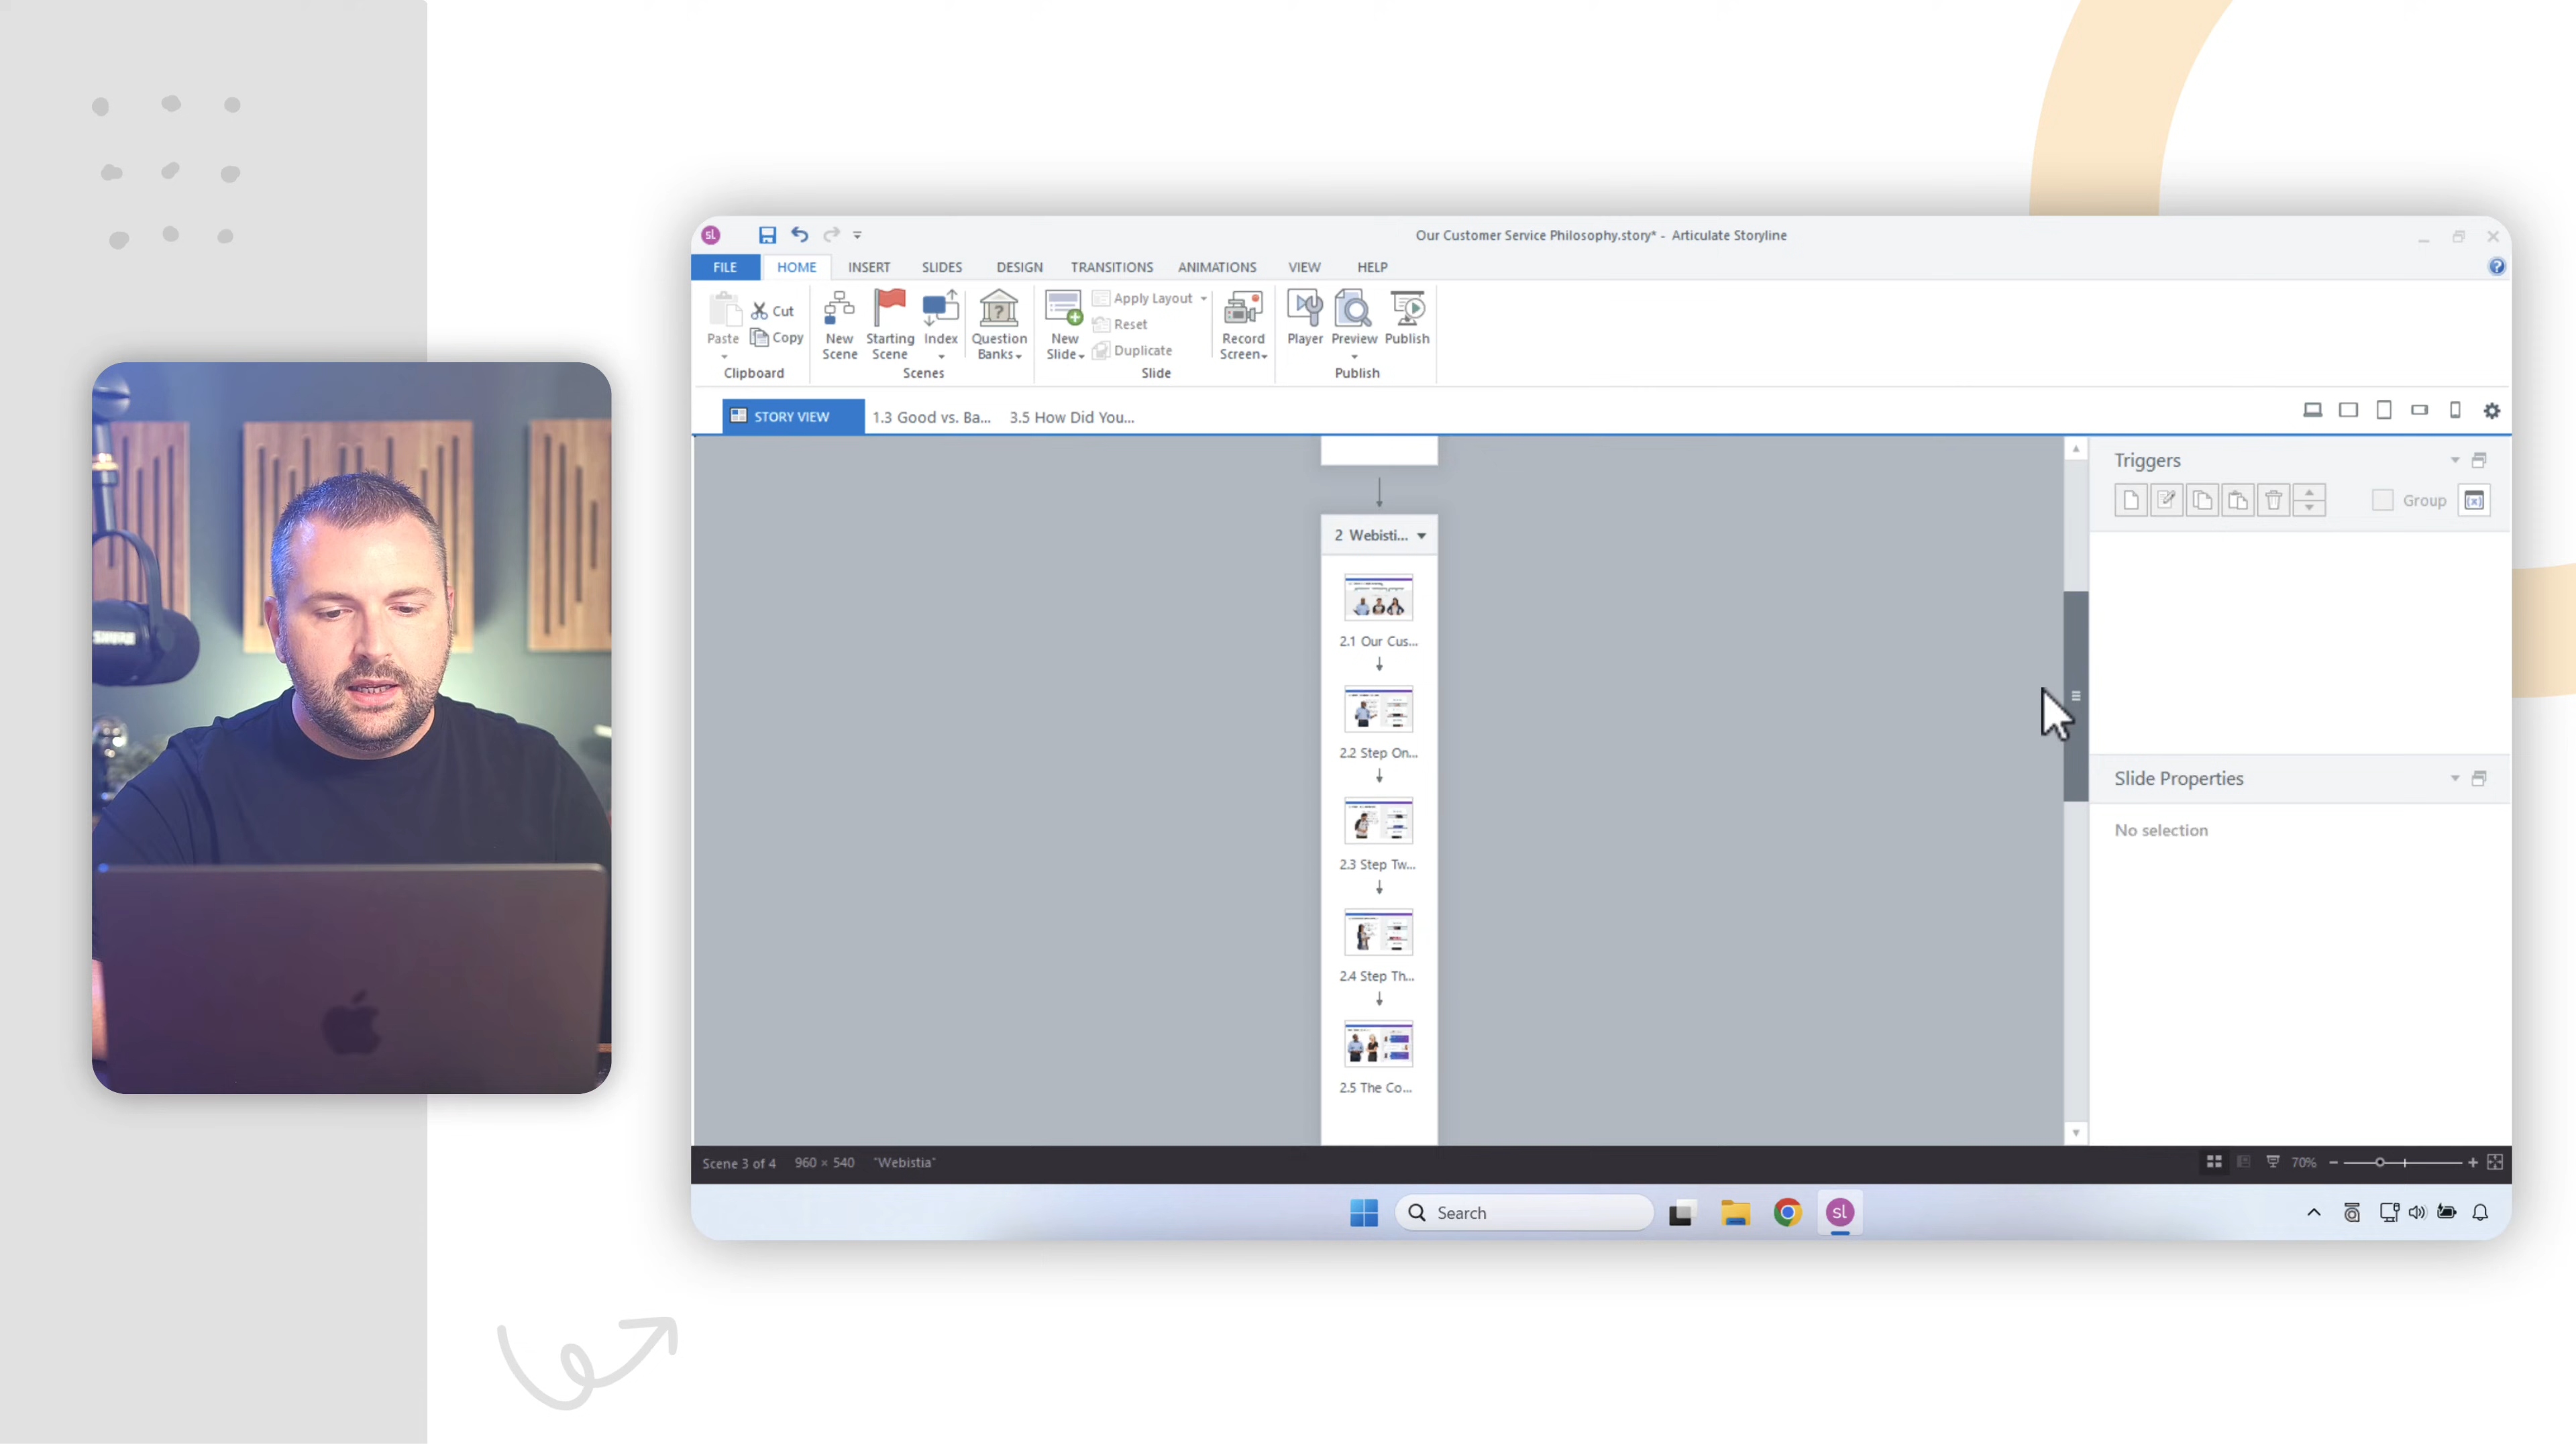 sl
Our Customer Service Philosophy.story* - Articulate Storyline
FILE HOME INSERT SLIDES DESIGN TRANSITIONS ANIMATIONS VIEW HELP
Paste
Cut
Copy
Clipboard
New Scene
Starting Scene
Index
Question Banks
Scenes
New Slide
Apply Layout
Reset
Duplicate
Slide
Record Screen
Player
Preview
Publish
Publish
STORY VIEW
1.3 Good vs. Ba...
3.5 How Did You...
Triggers
Group
2 Webisti...
2.1 Our Cus...
2.2 Step On...
2.3 Step Tw...
2.4 Step Th...
2.5 The Co...
Slide Properties
No selection
Scene 3 of 4 960 × 540 "Webistia"
70%
Search
sl
SHURE